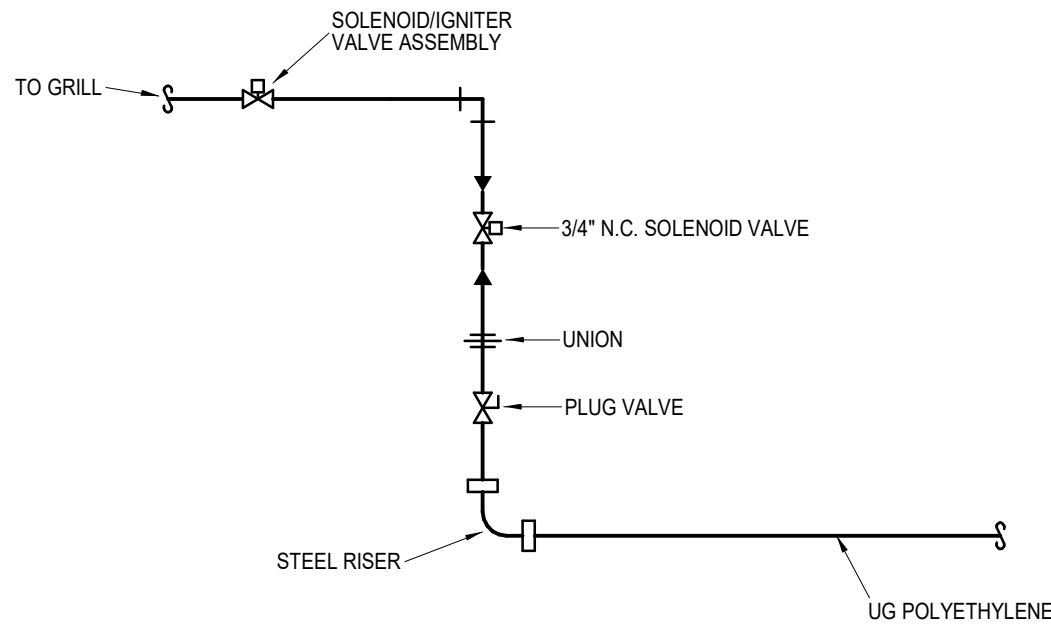 SOLENOID/IGNITER
VALVE ASSEMBLY
TO GRILL
3/4" N.C. SOLENOID VALVE
UNION
PLUG VALVE
STEEL RISER
UG POLYETHYLENE